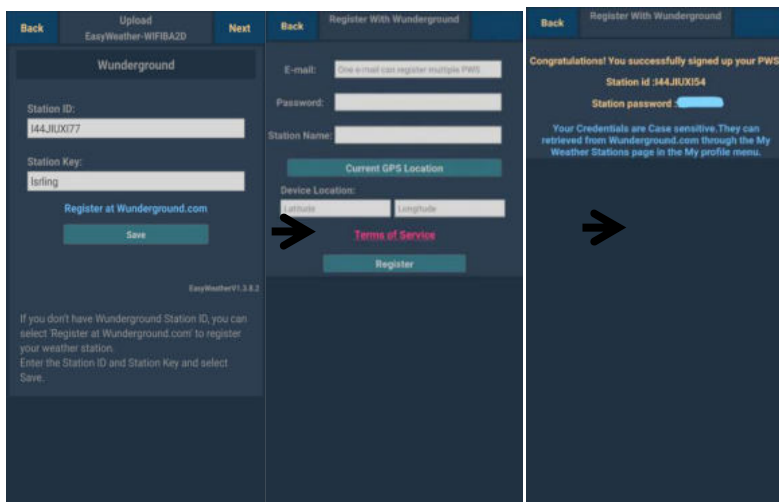 Back
Upload
EasyWeather-WIFIBA2D
Next
Wunderground
Station ID:
I44JIUXI77
Station Key:
lsrling
Register at Wunderground.com
Save
EasyWeatherV1.3.8.2
If you don't have Wunderground Station ID, you can
select 'Register at Wunderground.com' to register
your weather station.
Enter the Station ID and Station Key and select
Save.
Back
Register With Wunderground
E-mail:
One e-mail can register multiple PWS
Password:
Station Name:
Current GPS Location
Device Location:
Latitude
Longitude
Terms of Service
Register
Back
Register With Wunderground
Congratulations! You successfully signed up your PWS
Station id :I44JIUXI54
Station password :
Your Credentials are Case sensitive.They can
retrieved from Wunderground.com through the My
Weather Stations page in the My profile menu.